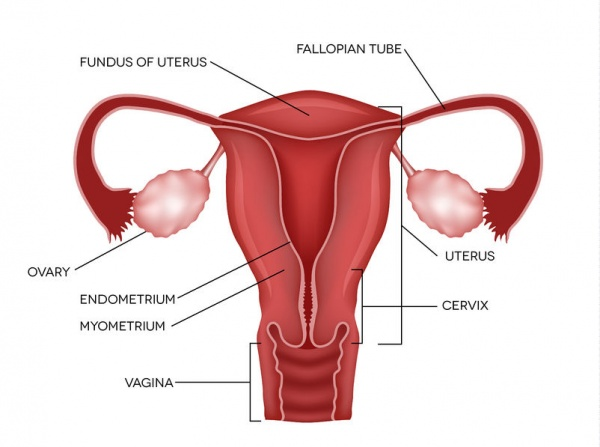 FALLOPIAN TUBE
FUNDUS OF UTERUS
OVARY
UTERUS
ENDOMETRIUM
CERVIX
MYOMETRIUM
VAGINA